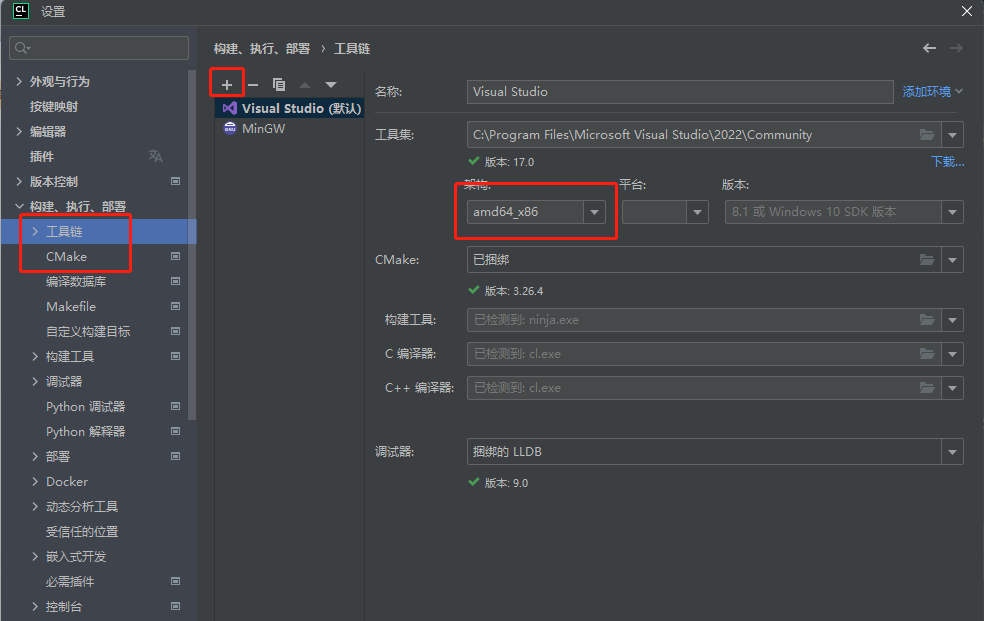 CL 设置
构建、执行、部署 › 工具链
外观与行为
按键映射
编辑器
插件
版本控制
构建、执行、部署
工具链
CMake
编译数据库
Makefile
自定义构建目标
构建工具
调试器
Python 调试器
Python 解释器
部署
Docker
动态分析工具
受信任的位置
嵌入式开发
必需插件
控制台
Visual Studio (默认)
GNU MinGW
名称: Visual Studio 添加环境
工具集: C:\Program Files\Microsoft Visual Studio\2022\Community
版本: 17.0 下载...
架构: 平台: 版本:
amd64_x86 8.1 或 Windows 10 SDK 版本
CMake: 已捆绑
版本: 3.26.4
构建工具: 已检测到: ninja.exe
C 编译器: 已检测到: cl.exe
C++ 编译器: 已检测到: cl.exe
调试器: 捆绑的 LLDB
版本: 9.0